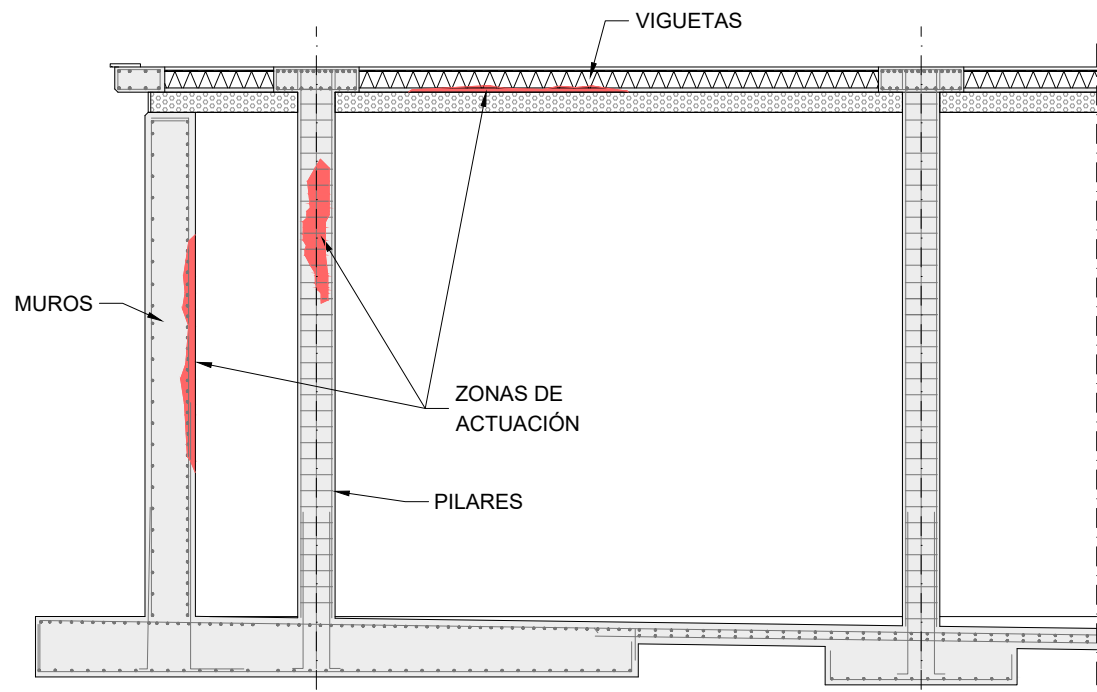 VIGUETAS
MUROS
ZONAS DE
ACTUACIÓN
PILARES